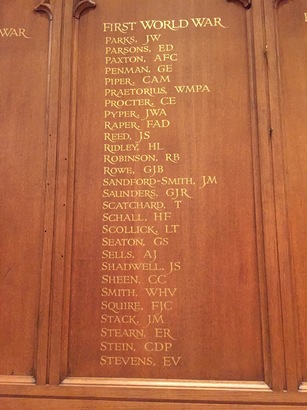 WAR
FIRST WORLD WAR
PARKS, JW
PARSONS, ED
PAXTON, AFC
PENMAN, GE
PIPER, CAM
PRAETORIUS, WMPA
PROCTER, CE
PYPER, JWA
RAPER, FAD
REED, JS
RIDLEY, HL
ROBINSON, RB
ROWE, GJB
SANDFORD-SMITH, JM
SAUNDERS, GJR
SCATCHARD, T
SCHALL, HF
SCOLLICK, LT
SEATON, GS
SELLS, AJ
SHADWELL, JS
SHEEN, CC
SMITH, WHV
SQUIRE, FJC
STACK, JM
STEARN, ER
STEIN, CDP
STEVENS, EV